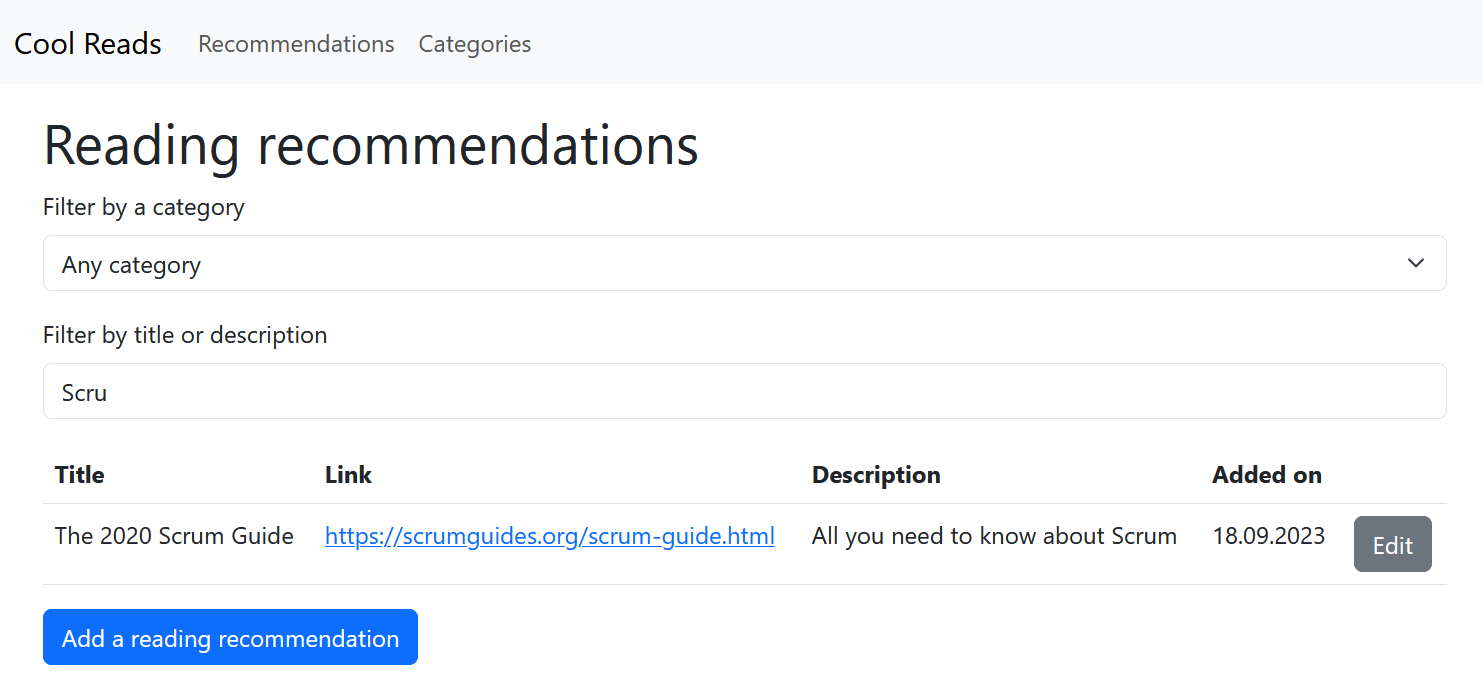 Cool Reads Recommendations Categories
Reading recommendations
Filter by a category
Any category
Filter by title or description
Scru
Title Link Description Added on
The 2020 Scrum Guide https://scrumguides.org/scrum-guide.html All you need to know about Scrum 18.09.2023 Edit
Add a reading recommendation